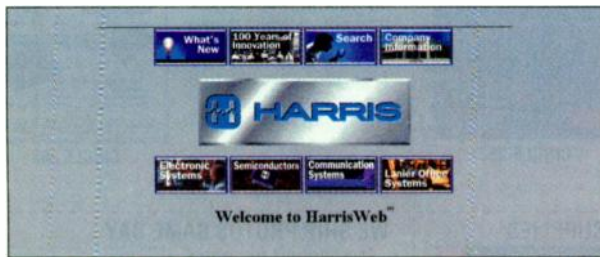 What's New
100 Years of Innovation
Search
Company Information
HARRIS
Electronic Systems
Semiconductors
Communication Systems
Lanier Office Systems
Welcome to HarrisWeb℠